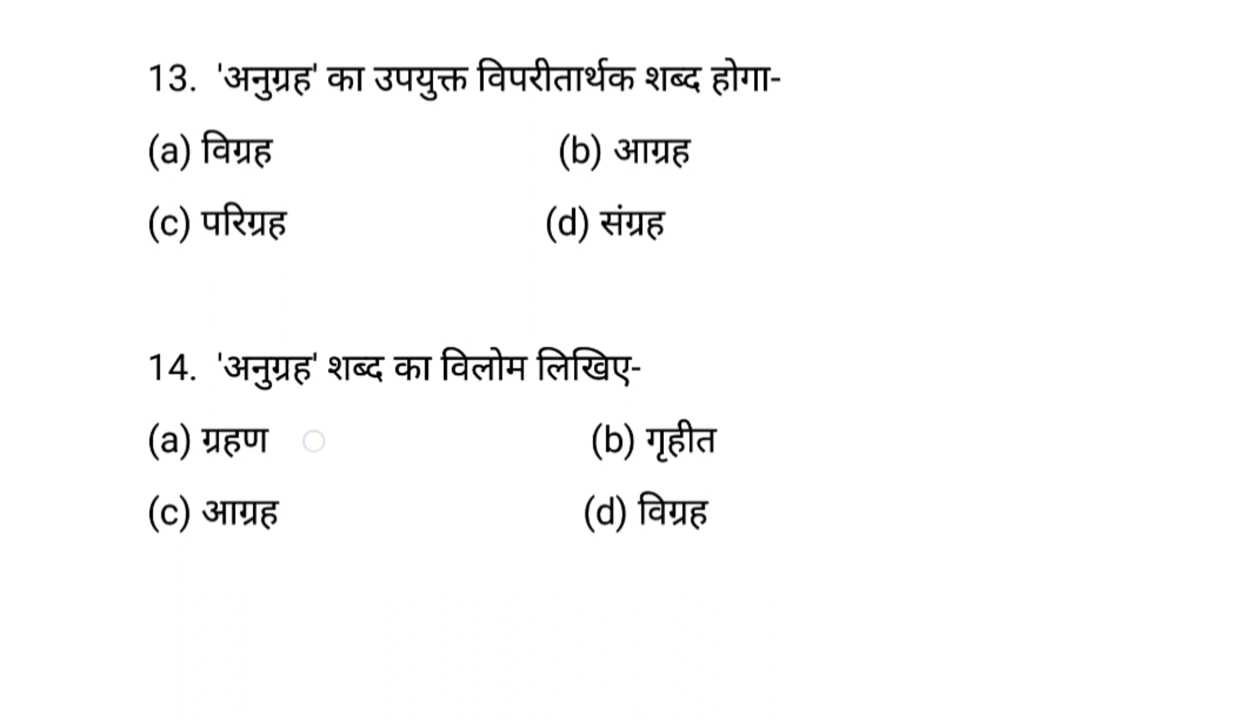 13. 'अनुग्रह' का उपयुक्त विपरीतार्थक शब्द होगा-
(a) विग्रह (b) आग्रह
(c) परिग्रह (d) संग्रह
14. 'अनुग्रह' शब्द का विलोम लिखिए-
(a) ग्रहण (b) गृहीत
(c) आग्रह (d) विग्रह